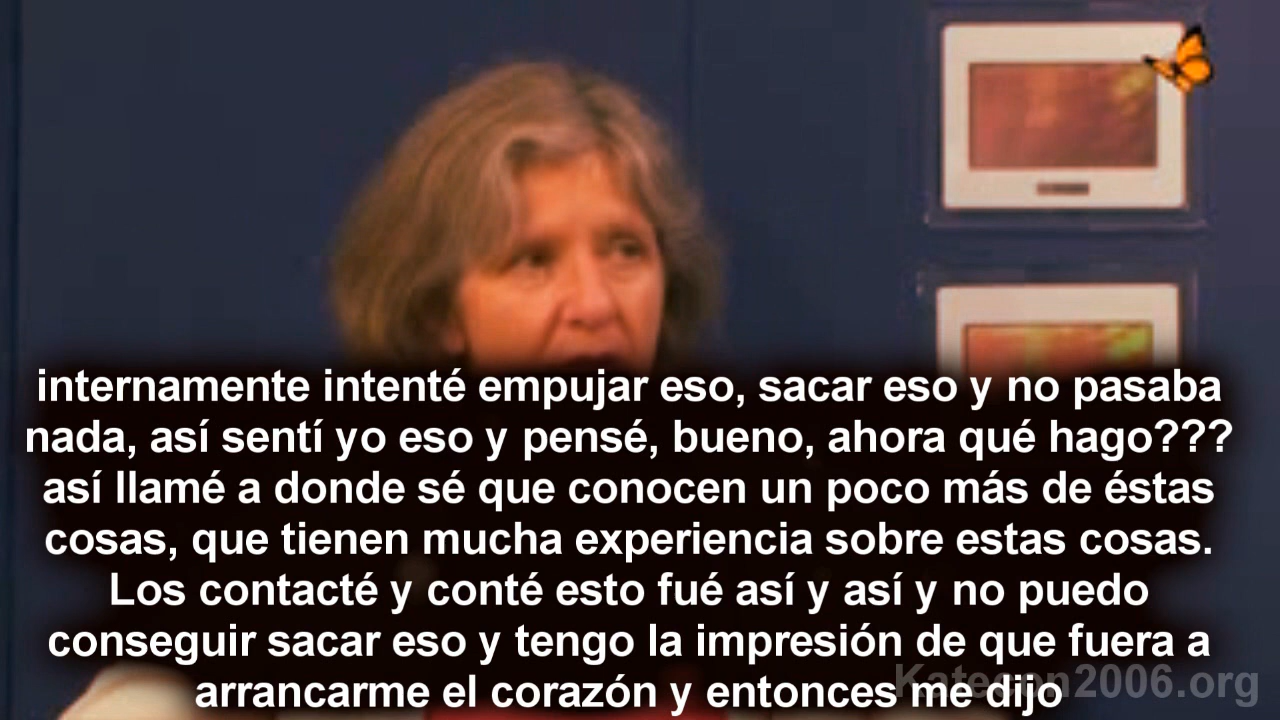 internamente intenté empujar eso, sacar eso y no pasaba
nada, así sentí yo eso y pensé, bueno, ahora qué hago???
así llamé a donde sé que conocen un poco más de éstas
cosas, que tienen mucha experiencia sobre estas cosas.
Los contacté y conté esto fué así y así y no puedo
conseguir sacar eso y tengo la impresión de que fuera a
arrancarme el corazón y entonces me dijo
Katecon2006.org